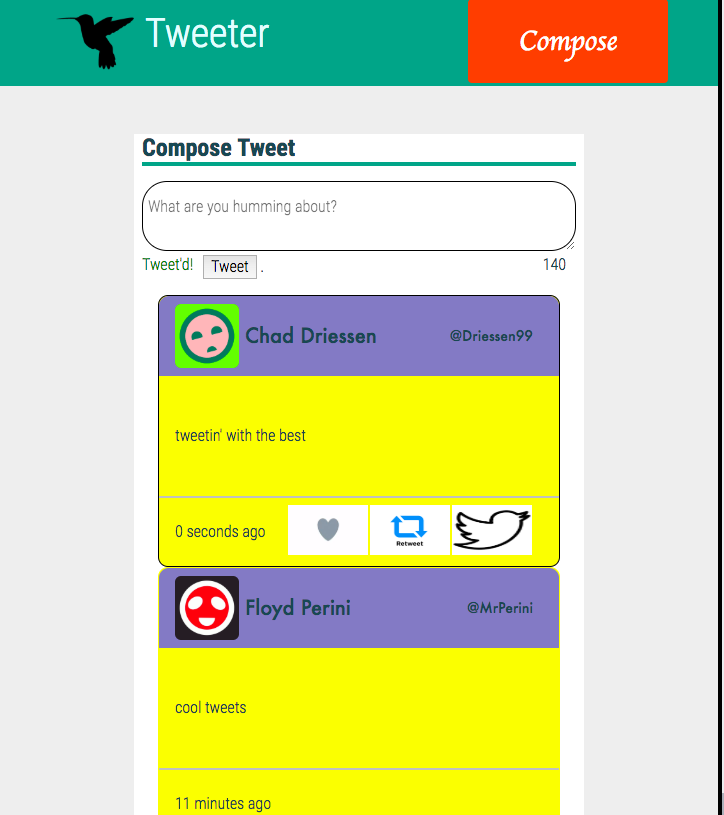 Tweeter
Compose
Compose Tweet
What are you humming about?
Tweet'd! Tweet . 140
Chad Driessen @Driessen99
tweetin' with the best
0 seconds ago Retweet
Floyd Perini @MrPerini
cool tweets
11 minutes ago